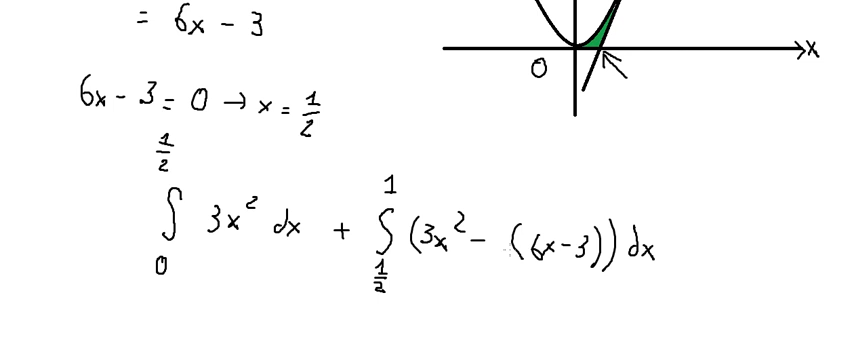 = 6x - 3
x
0
6x - 3 = 0 → x = 1/2
∫_0^{1/2} 3x² dx + ∫_{1/2}^1 (3x² - (6x-3)) dx